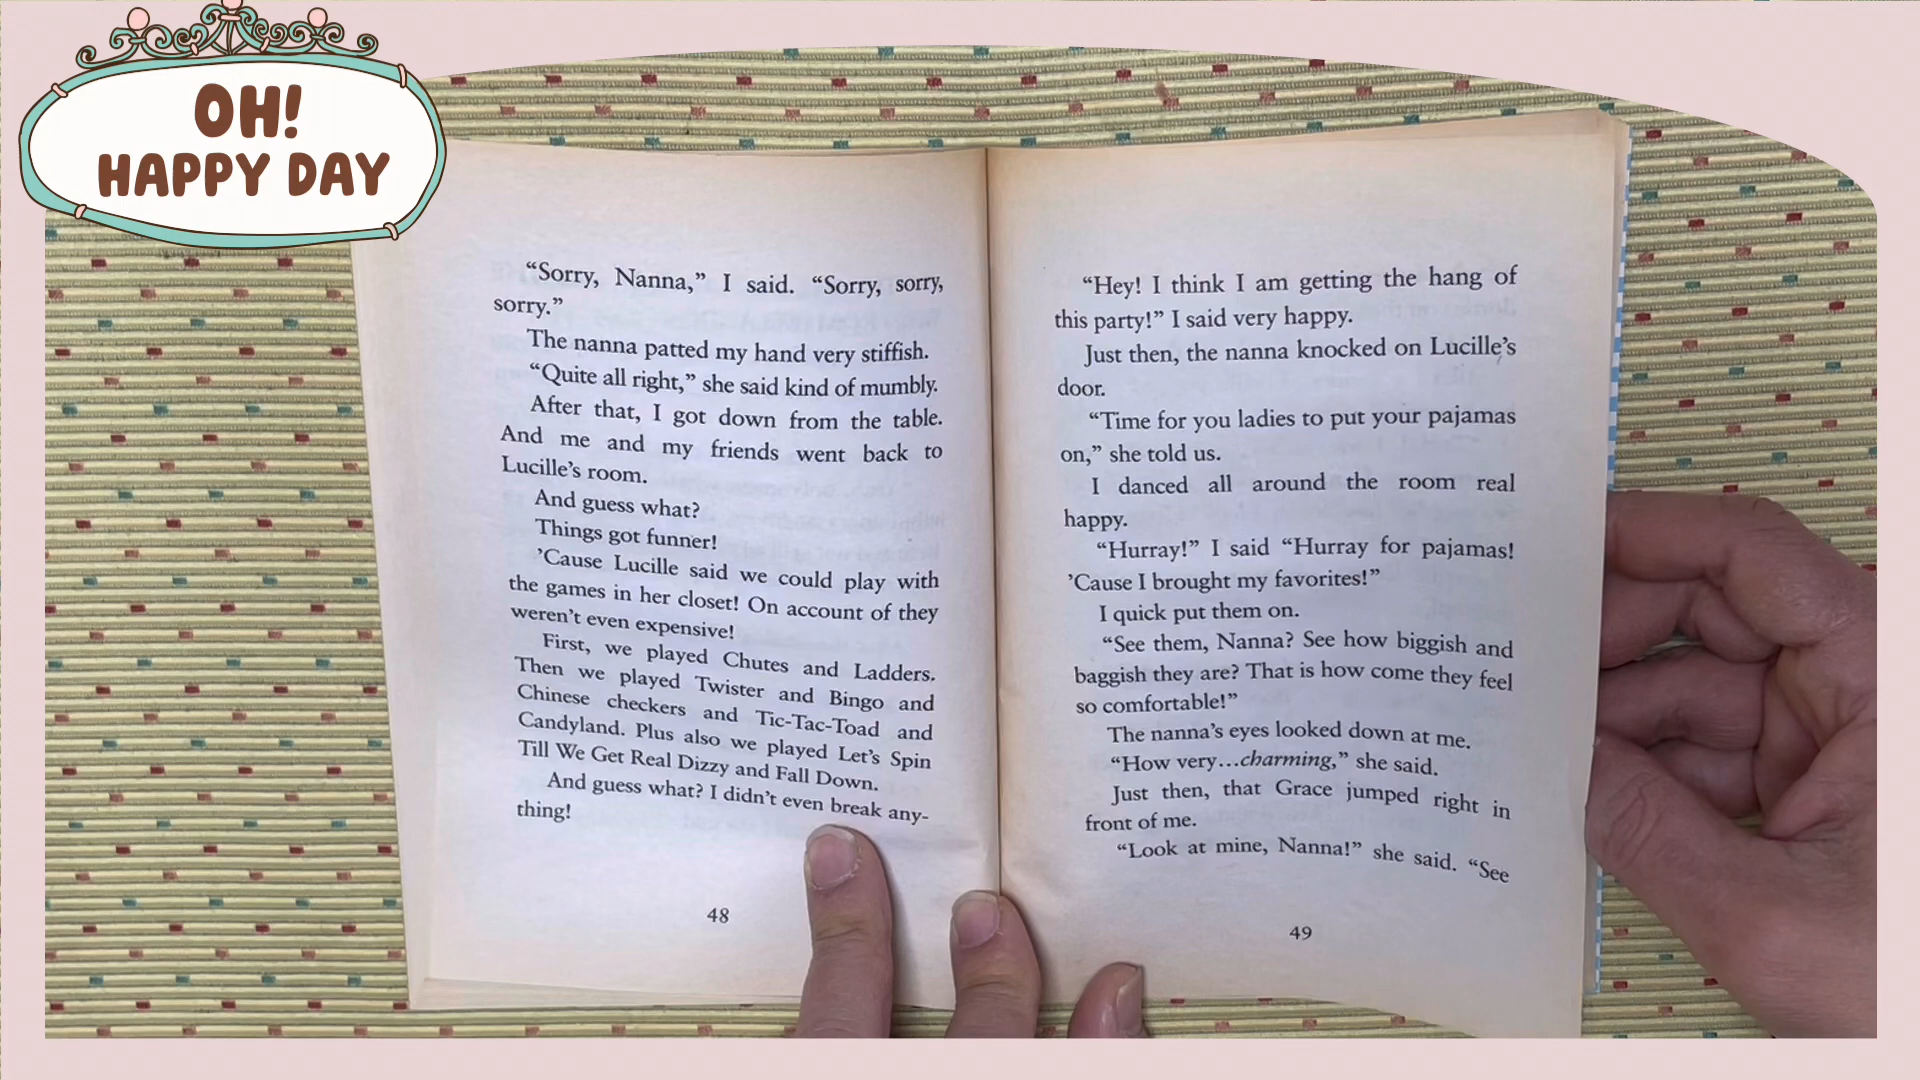 OH!
HAPPY DAY
“Sorry, Nanna,” I said. “Sorry, sorry,
sorry.”
The nanna patted my hand very stiffish.
“Quite all right,” she said kind of mumbly.
After that, I got down from the table.
And me and my friends went back to
Lucille’s room.
And guess what?
Things got funner!
’Cause Lucille said we could play with
the games in her closet! On account of they
weren’t even expensive!
First, we played Chutes and Ladders.
Then we played Twister and Bingo and
Chinese checkers and Tic-Tac-Toad and
Candyland. Plus also we played Let’s Spin
Till We Get Real Dizzy and Fall Down.
And guess what? I didn’t even break any-
thing!
48
“Hey! I think I am getting the hang of
this party!” I said very happy.
Just then, the nanna knocked on Lucille’s
door.
“Time for you ladies to put your pajamas
on,” she told us.
I danced all around the room real
happy.
“Hurray!” I said “Hurray for pajamas!
’Cause I brought my favorites!”
I quick put them on.
“See them, Nanna? See how biggish and
baggish they are? That is how come they feel
so comfortable!”
The nanna’s eyes looked down at me.
“How very...charming,” she said.
Just then, that Grace jumped right in
front of me.
“Look at mine, Nanna!” she said. “See
49